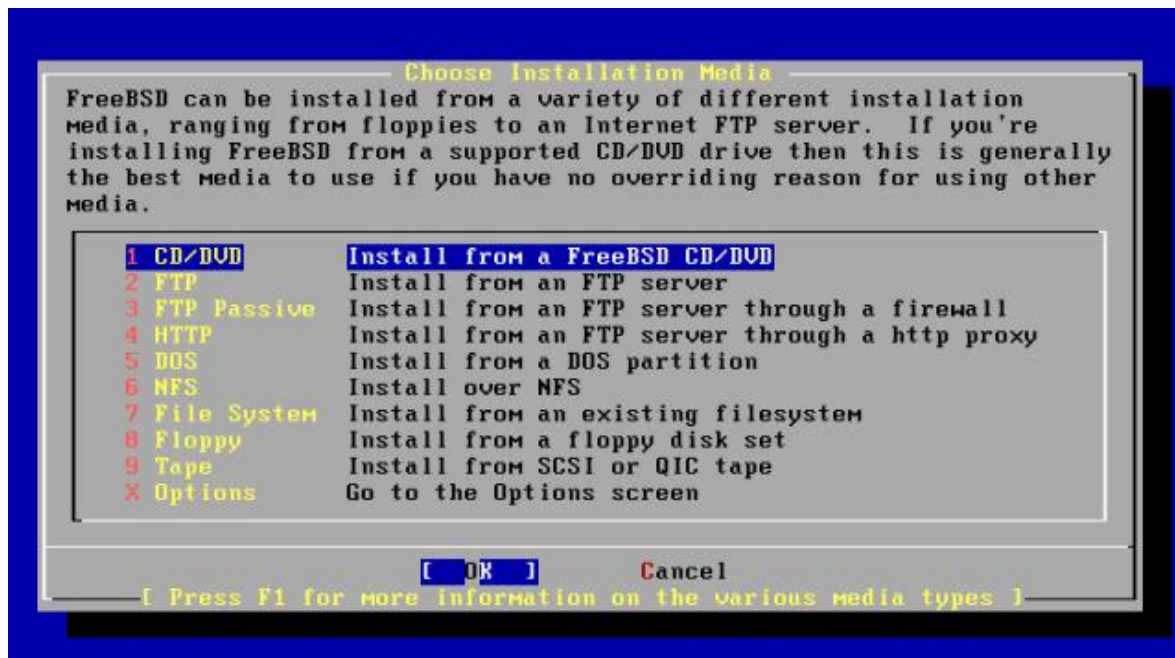 Choose Installation Media
FreeBSD can be installed from a variety of different installation
media, ranging from floppies to an Internet FTP server.  If you're
installing FreeBSD from a supported CD/DVD drive then this is generally
the best media to use if you have no overriding reason for using other
media.
1 CD/DVD Install from a FreeBSD CD/DVD
2 FTP Install from an FTP server
3 FTP Passive Install from an FTP server through a firewall
4 HTTP Install from an FTP server through a http proxy
5 DOS Install from a DOS partition
6 NFS Install over NFS
7 File System Install from an existing filesystem
8 Floppy Install from a floppy disk set
9 Tape Install from SCSI or QIC tape
X Options Go to the Options screen
[ OK ] Cancel
[ Press F1 for more information on the various media types ]